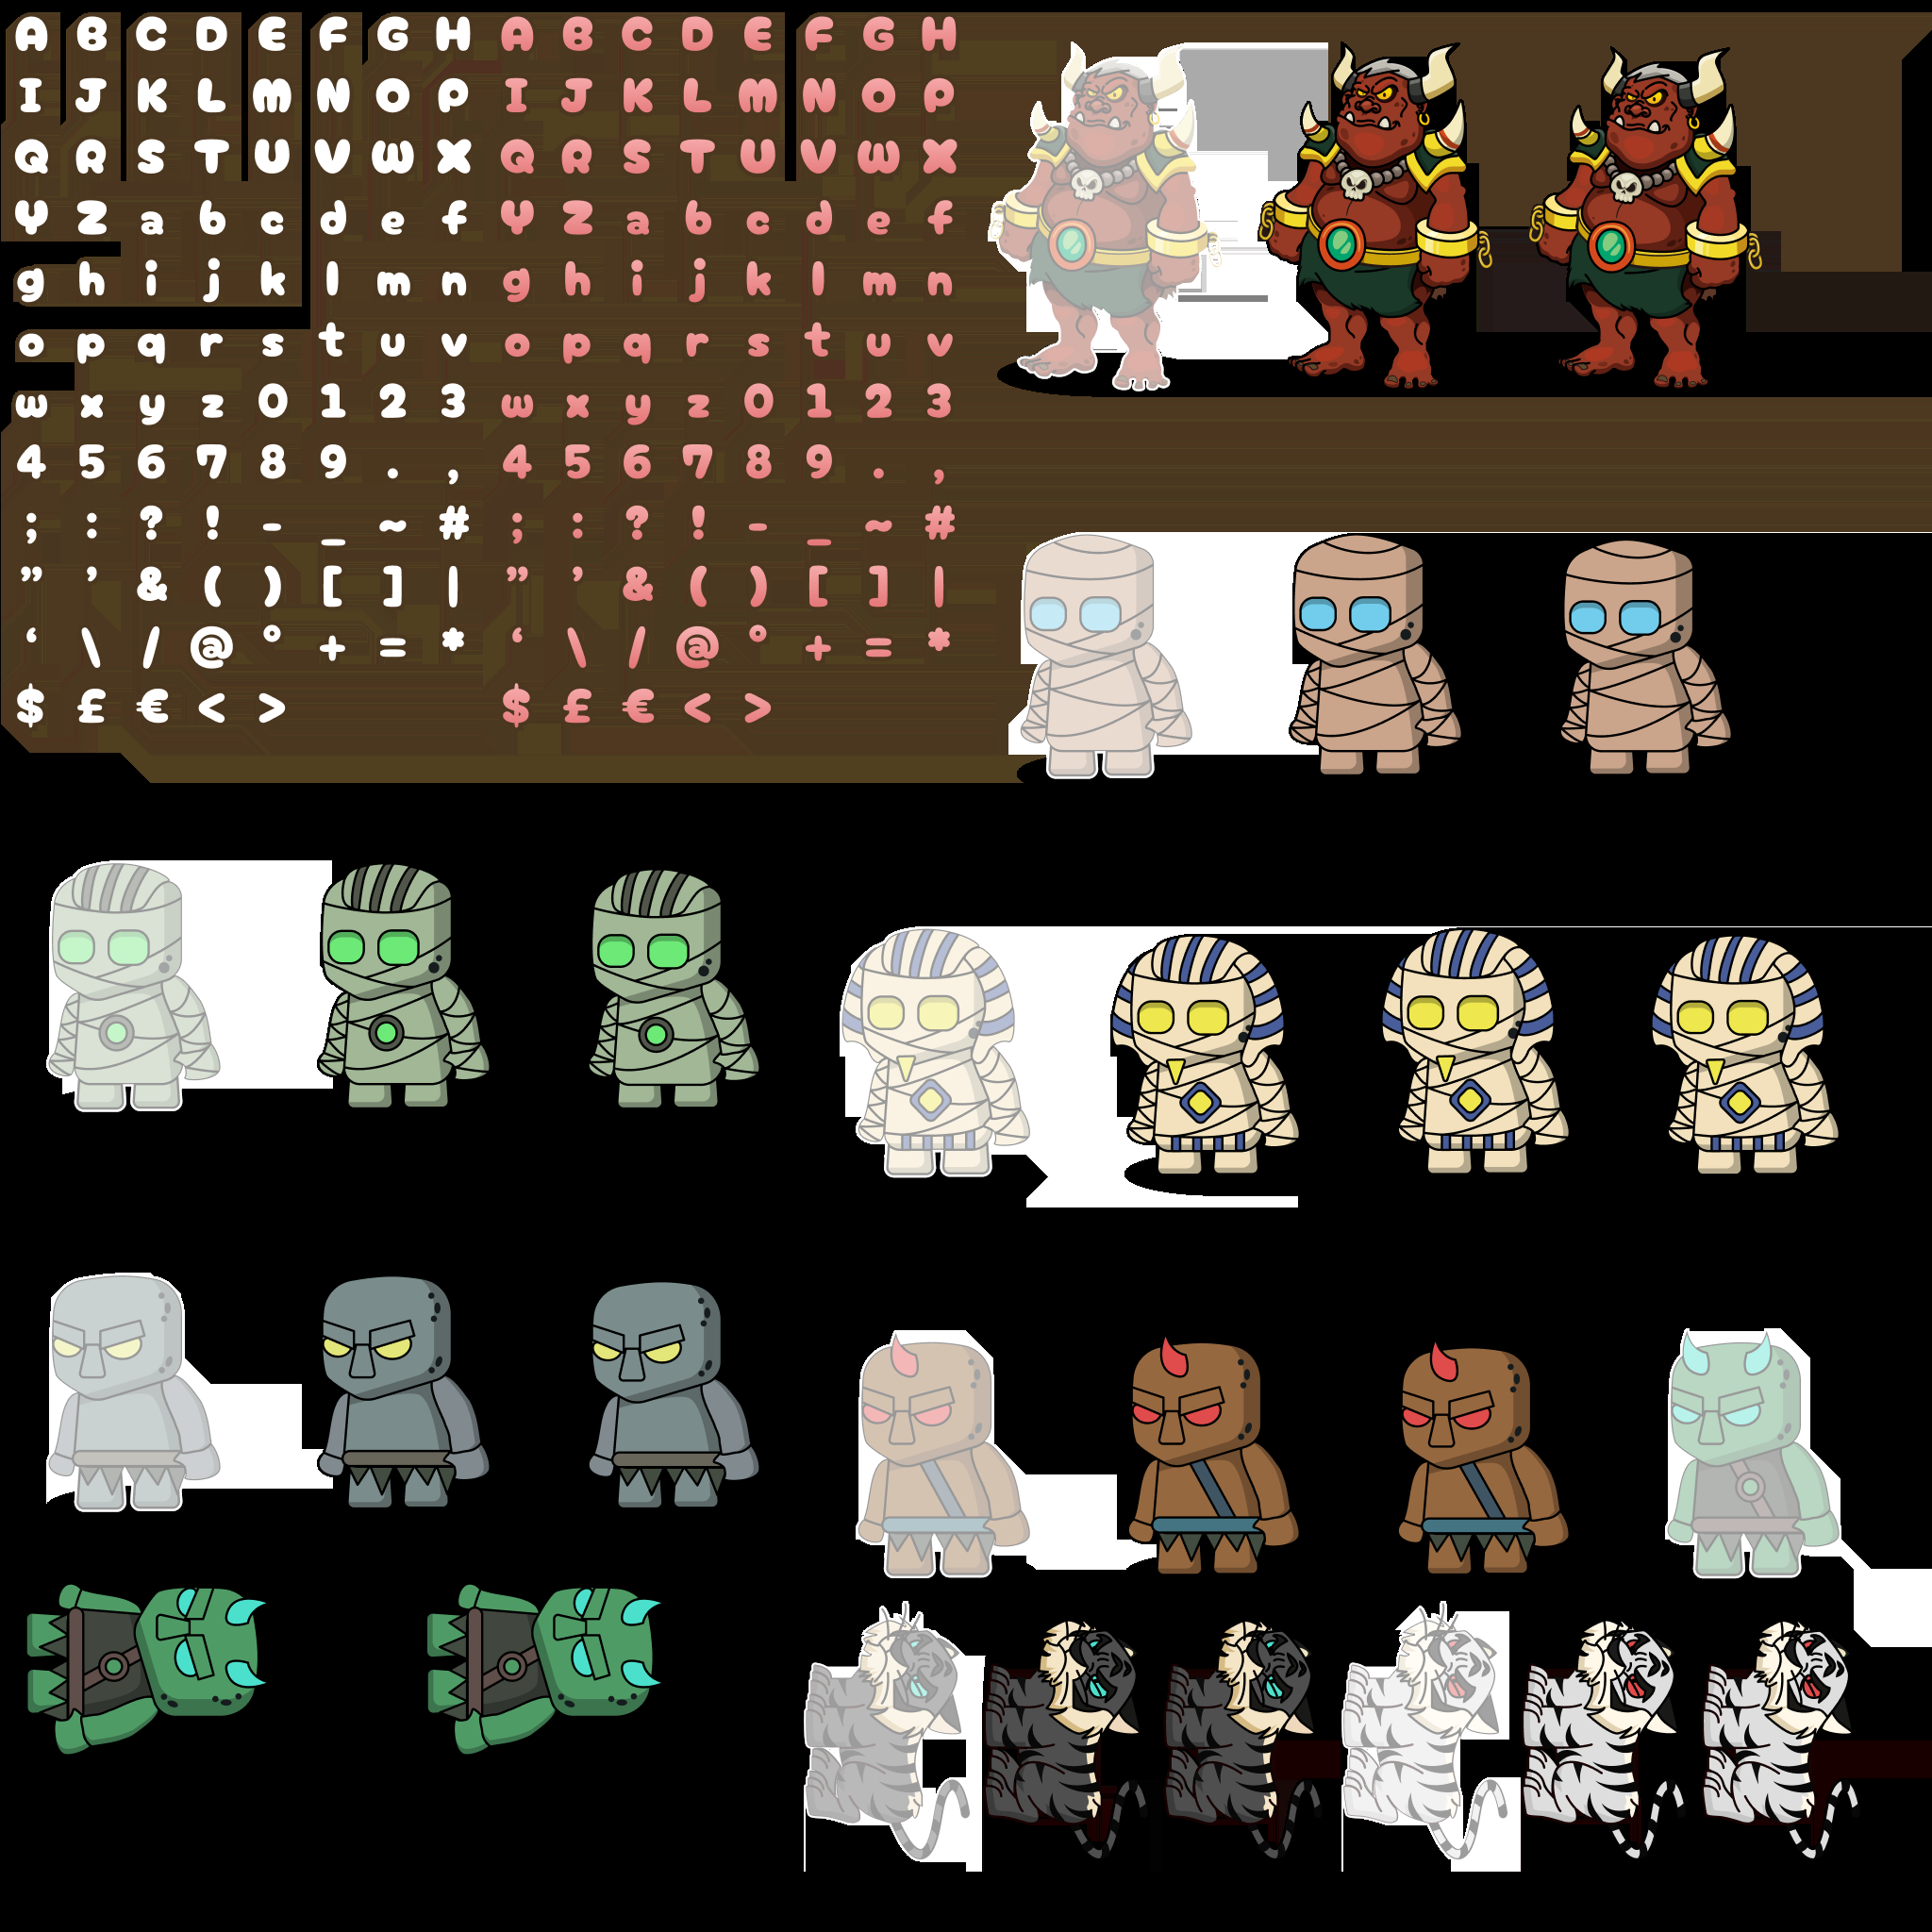 A B C D E F G H A B C D E F G H
I J K L M N O P I J K L M N O P
Q R S T U V W X Q R S T U V W X
Y Z a b c d e f Y Z a b c d e f
g h i j k l m n g h i j k l m n
o p q r s t u v o p q r s t u v
w x y z 0 1 2 3 w x y z 0 1 2 3
4 5 6 7 8 9 . , 4 5 6 7 8 9 . ,
; : ? ! - _ ~ # ; : ? ! - _ ~ #
” ’ & ( ) [ ] | ” ’ & ( ) [ ] |
‘ \ / @ ° + = * ‘ \ / @ ° + = *
$ £ € < > $ £ € < >